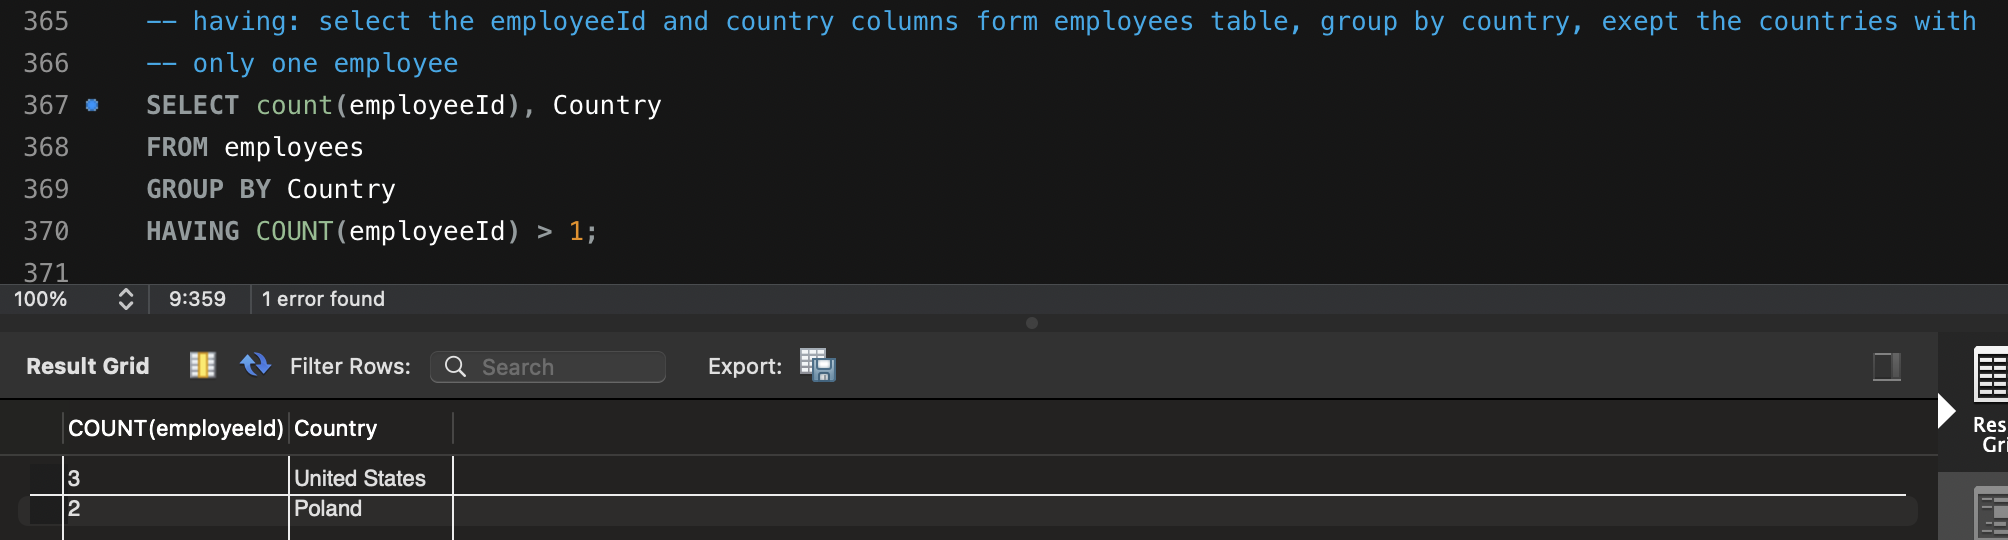 365 -- having: select the employeeId and country columns form employees table, group by country, exept the countries with
366 -- only one employee
367 SELECT count(employeeId), Country
368 FROM employees
369 GROUP BY Country
370 HAVING COUNT(employeeId) > 1;
371
100% 9:359 1 error found
Result Grid Filter Rows: Search Export:
COUNT(employeeId) Country
3 United States
2 Poland
Res
Gri